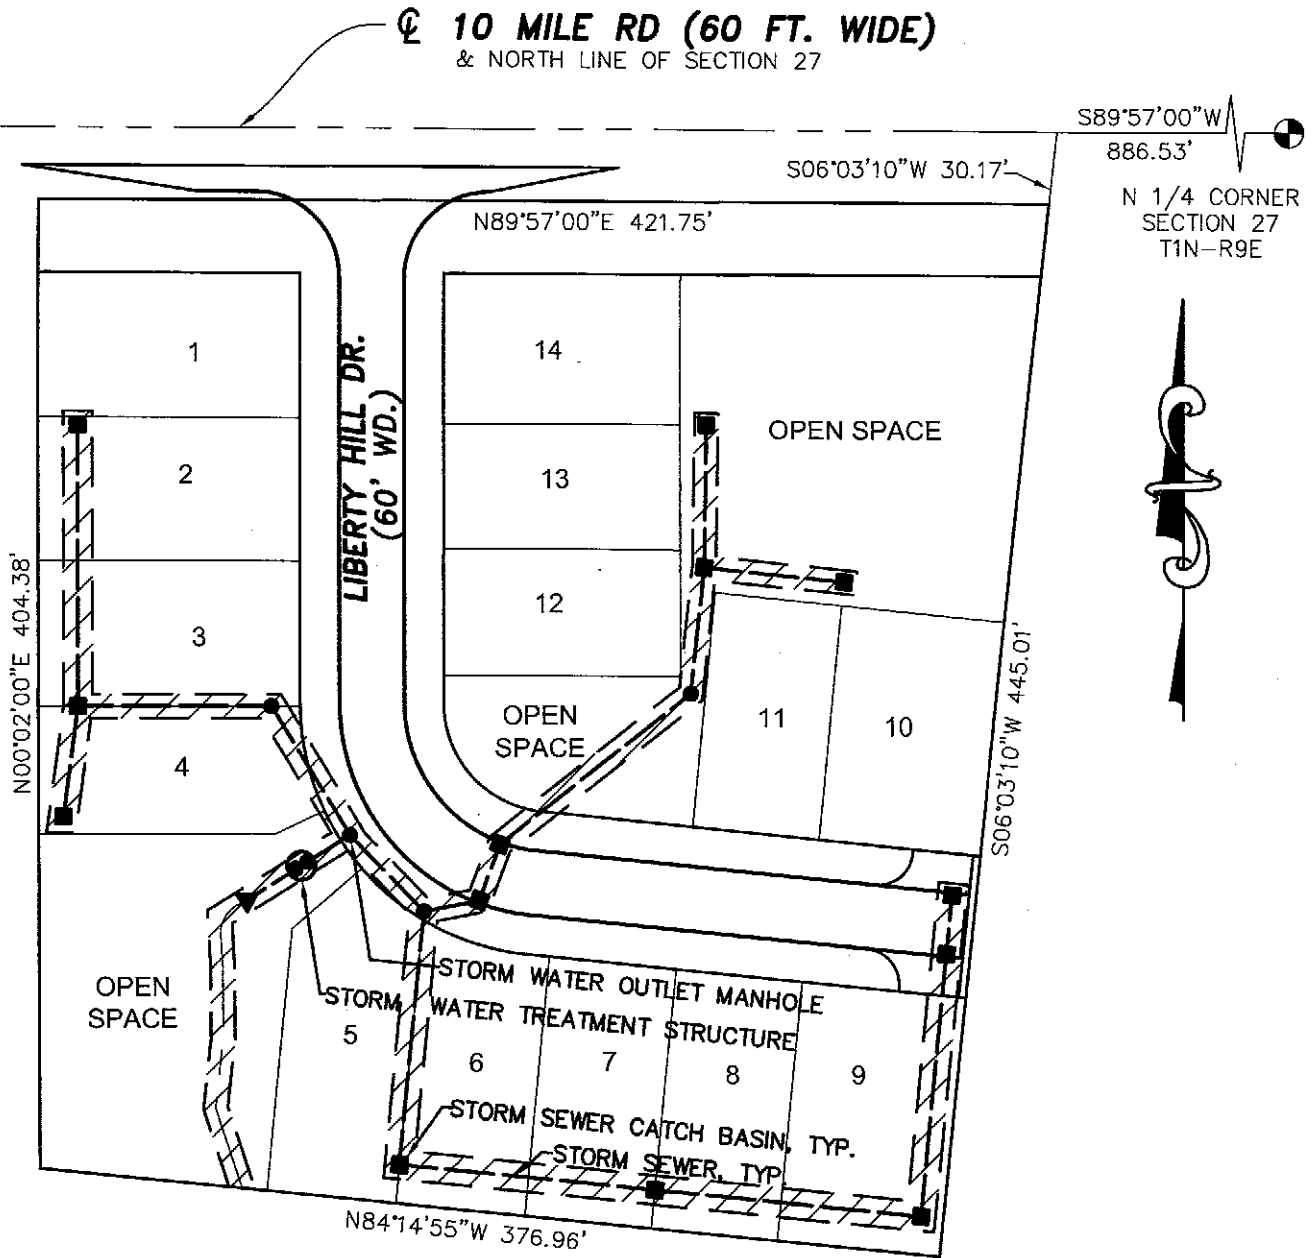 ℄ 10 MILE RD (60 FT. WIDE)
& NORTH LINE OF SECTION 27
S89°57'00"W
886.53'
S06°03'10"W 30.17'
N 1/4 CORNER
SECTION 27
T1N-R9E
N89°57'00"E 421.75'
1
14
LIBERTY HILL DR.
(60' WD.)
OPEN SPACE
2
13
12
3
N00°02'00"E 404.38'
S06°03'10"W 445.01'
OPEN
SPACE
11
10
4
OPEN
SPACE
STORM WATER OUTLET MANHOLE
STORM WATER TREATMENT STRUCTURE
5
6
7
8
9
STORM SEWER CATCH BASIN, TYP.
STORM SEWER, TYP
N84°14'55"W 376.96'